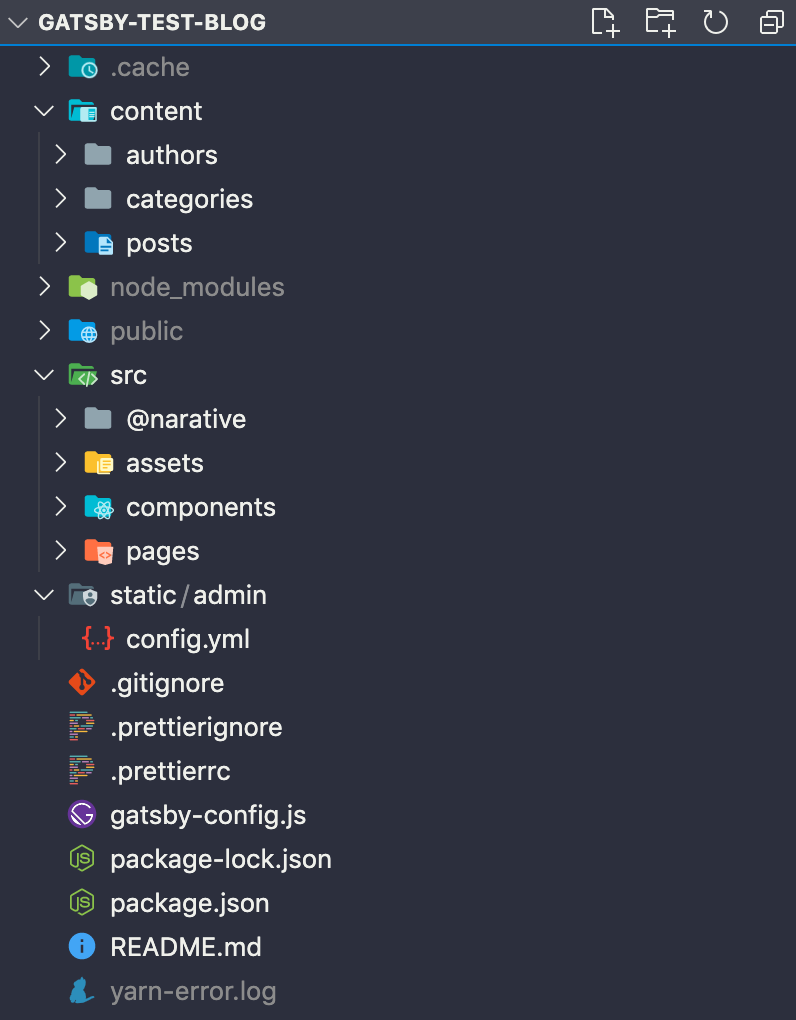 GATSBY-TEST-BLOG
.cache
content
authors
categories
posts
node_modules
public
src
@narative
assets
components
pages
static/admin
config.yml
.gitignore
.prettierignore
.prettierrc
gatsby-config.js
package-lock.json
package.json
README.md
yarn-error.log